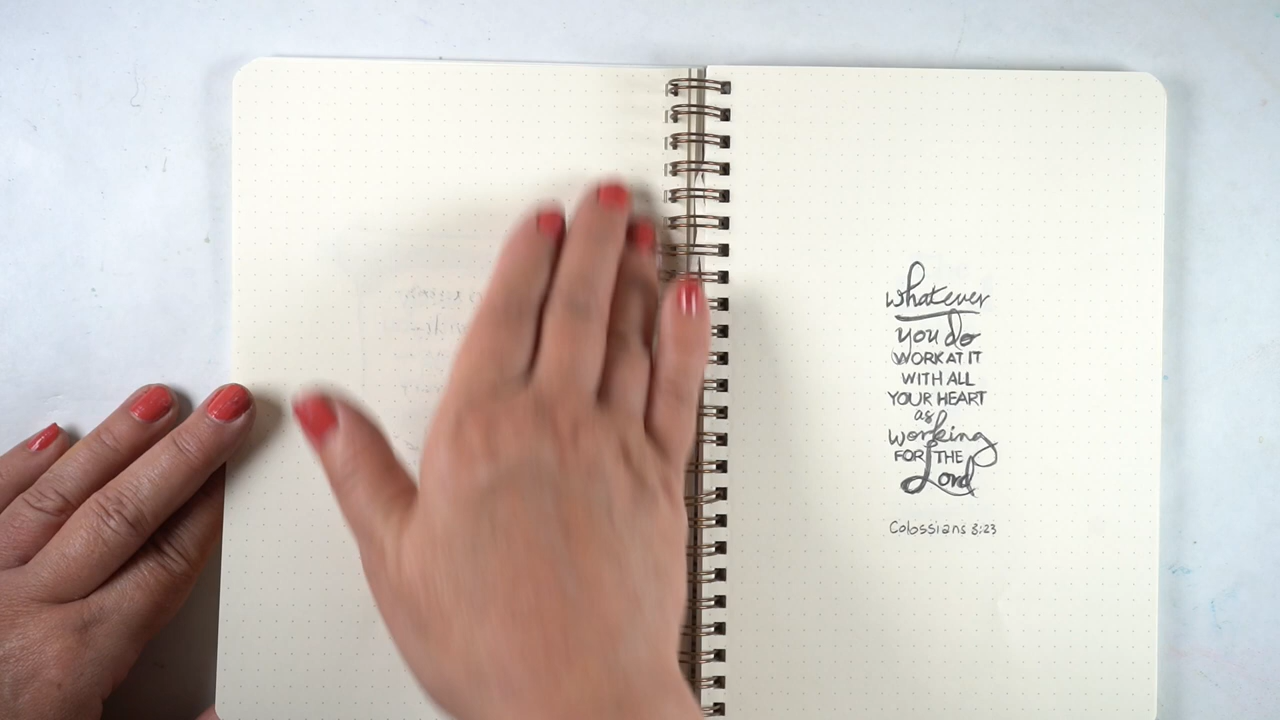 whatever
you do
WORK AT IT
WITH ALL
YOUR HEART
as
working
FOR THE
Lord
Colossians 3:23